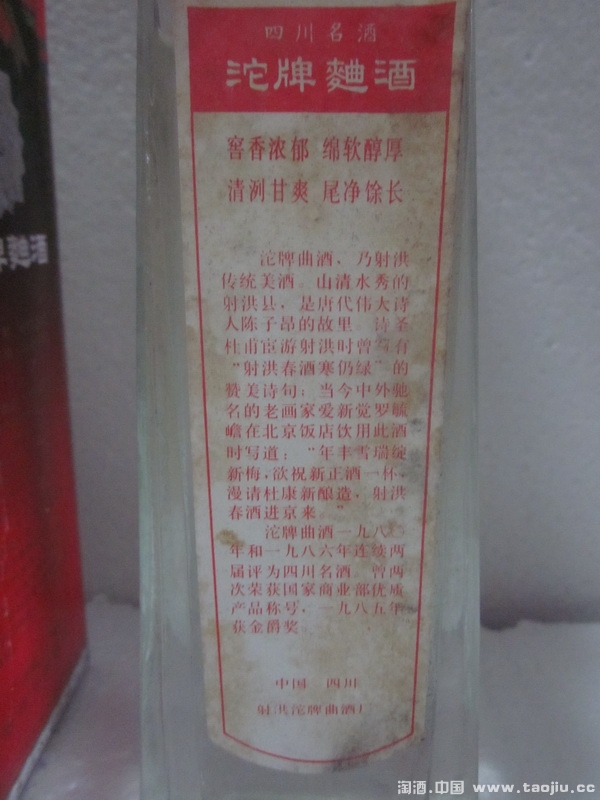 四川名酒
沱牌麯酒
窖香浓郁 绵软醇厚
清冽甘爽 尾净馀长
沱牌曲酒，乃射洪
传统美酒。山清水秀的
射洪县，是唐代伟大诗
人陈子昂的故里。诗圣
杜甫宦游射洪时曾有
“射洪春酒寒仍緑”的
赞美诗句；当今中外驰
名的老画家爱新觉罗毓
嶦在北京饭店饮用此酒
时写道：“年丰雪瑞绽
新梅，欲祝新正酒一杯，
漫请杜康新酿造，射洪
春酒进京来。”
沱牌曲酒一九八〇
年和一九八六年连续两
届评为四川名酒。曾两
次荣获国家商业部优质
产品称号，一九八五年
获金爵奖。
中国 四川
射洪沱牌曲酒厂
牌麯酒
淘酒.中国 www.taojiu.cc